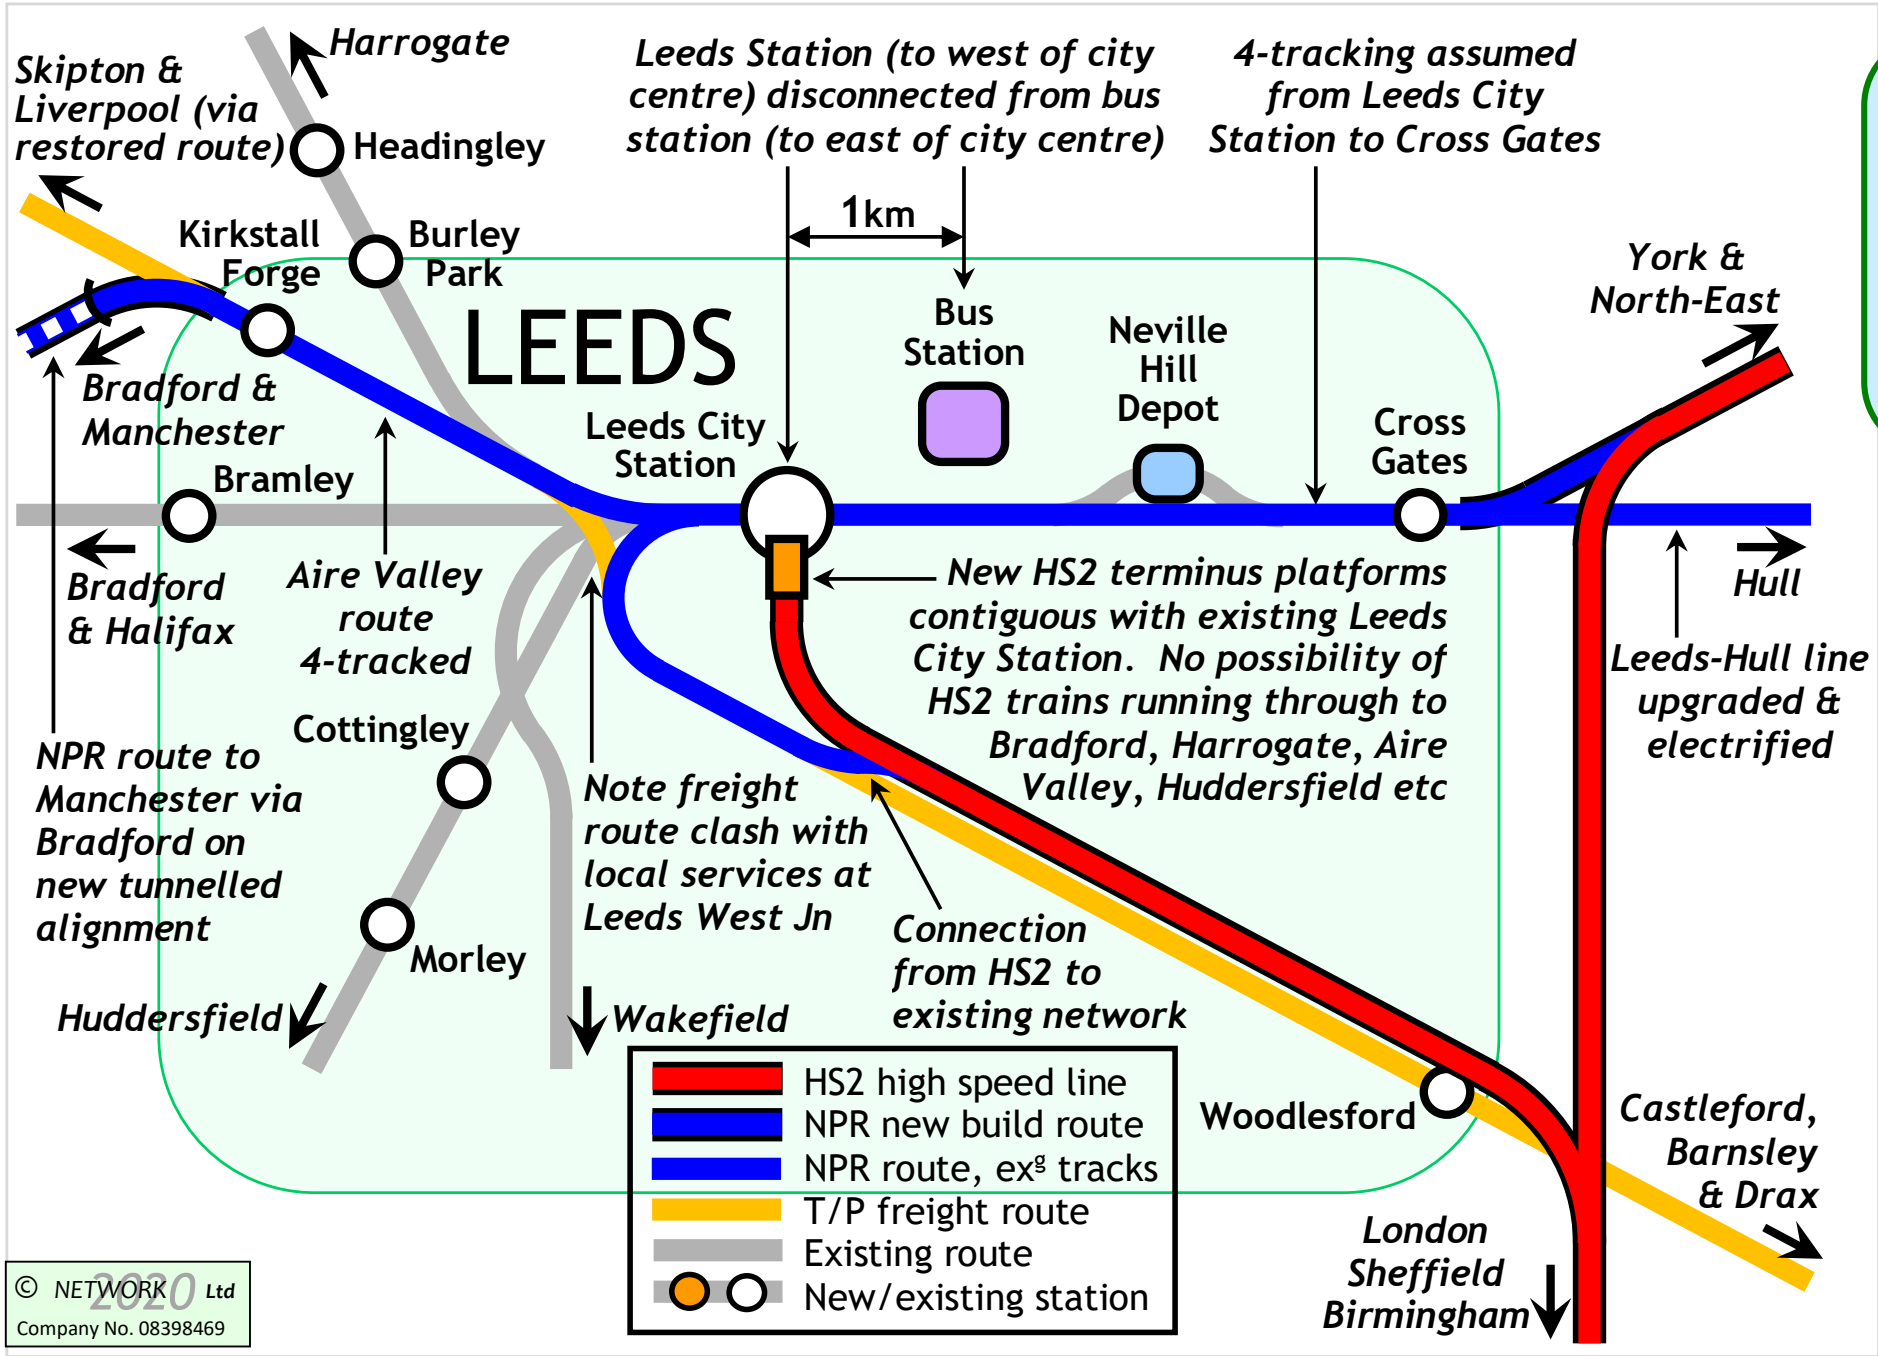 Harrogate
Skipton &
Liverpool (via
restored route)
Headingley
Leeds Station (to west of city
centre) disconnected from bus
station (to east of city centre)
4-tracking assumed
from Leeds City
Station to Cross Gates
1km
Kirkstall
Forge
Burley
Park
York &
North-East
LEEDS
Bus
Station
Neville
Hill
Depot
Bradford &
Manchester
Leeds City
Station
Cross
Gates
Bramley
Bradford
& Halifax
Aire Valley
route
4-tracked
New HS2 terminus platforms
contiguous with existing Leeds
City Station. No possibility of
HS2 trains running through to
Bradford, Harrogate, Aire
Valley, Huddersfield etc
Hull
Leeds-Hull line
upgraded &
electrified
Cottingley
NPR route to
Manchester via
Bradford on
new tunnelled
alignment
Note freight
route clash with
local services at
Leeds West Jn
Connection
from HS2 to
existing network
Morley
Huddersfield
Wakefield
Woodlesford
Castleford,
Barnsley
& Drax
London
Sheffield
Birmingham
HS2 high speed line
NPR new build route
NPR route, exᵍ tracks
T/P freight route
Existing route
New/existing station
© NETWORK 2020 Ltd
Company No. 08398469